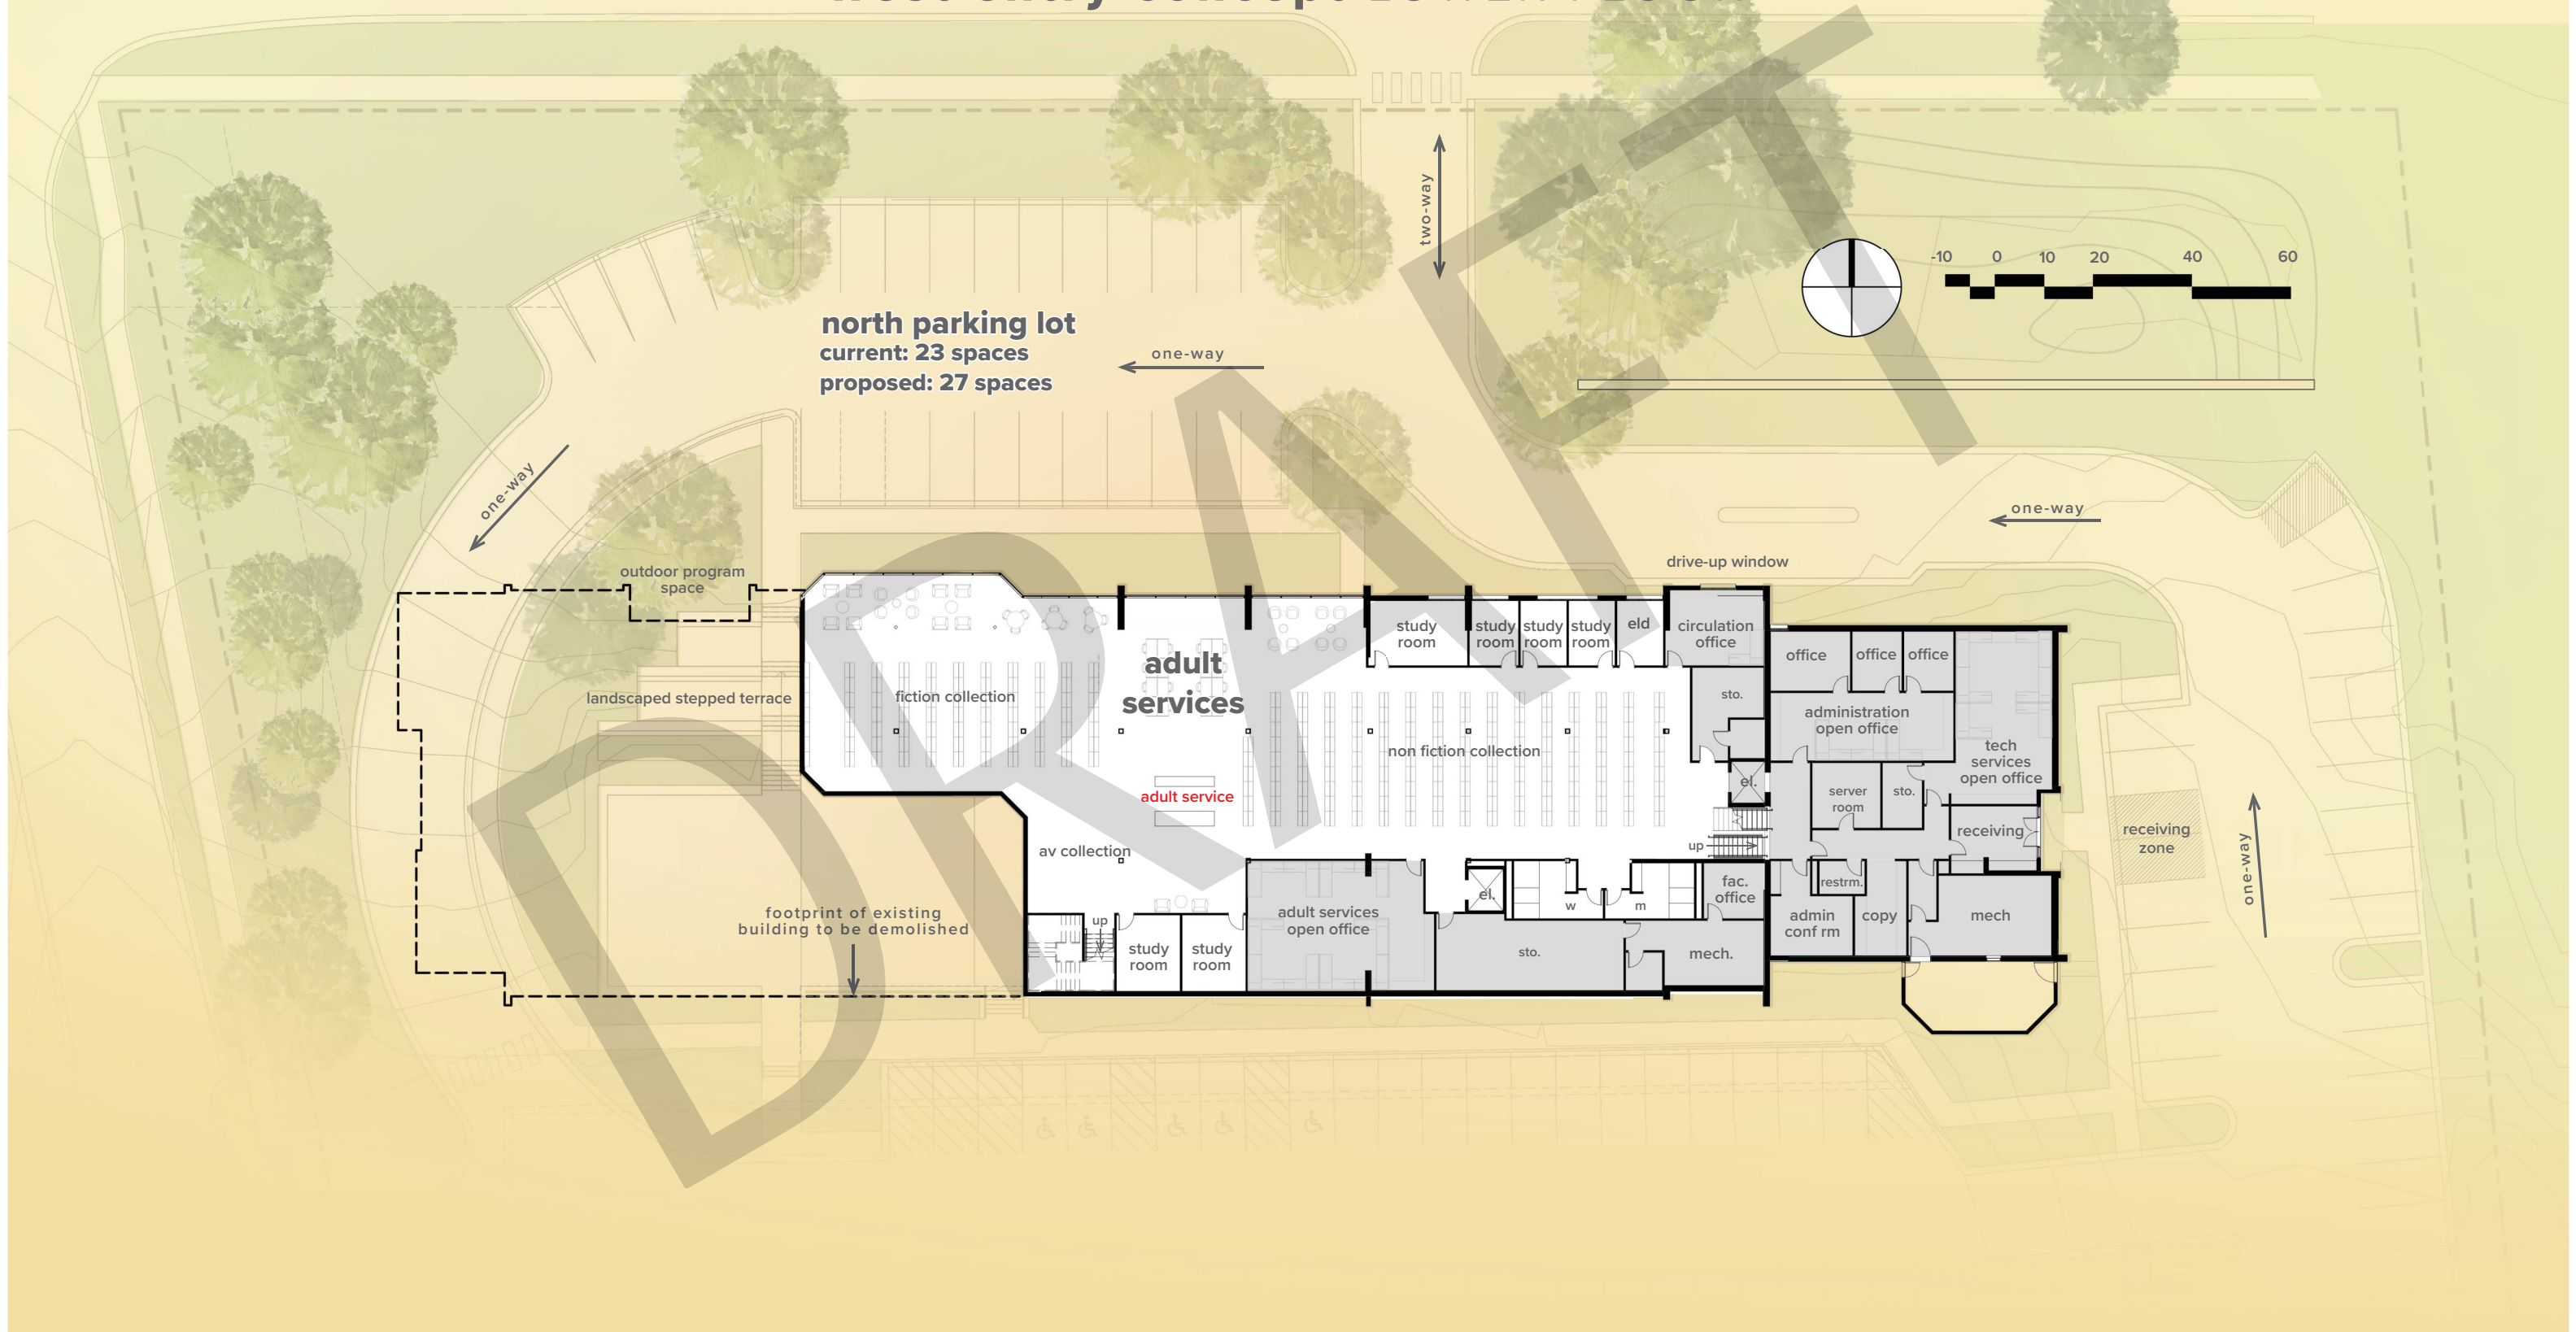 west entry concept LOWER FLOOR
two-way
-10 0 10 20 40 60
north parking lot
current: 23 spaces
proposed: 27 spaces
one-way
one-way
one-way
drive-up window
outdoor program
space
landscaped stepped terrace
fiction collection
adult
services
adult service
av collection
non fiction collection
study
room
study
room
study
room
study
room
eld
circulation
office
sto.
el.
up
office
office
office
administration
open office
tech
services
open office
server
room
sto.
receiving
receiving
zone
one-way
footprint of existing
building to be demolished
up
study
room
study
room
adult services
open office
el.
w
m
fac.
office
sto.
mech.
restrm.
admin
conf rm
copy
mech
DRAFT